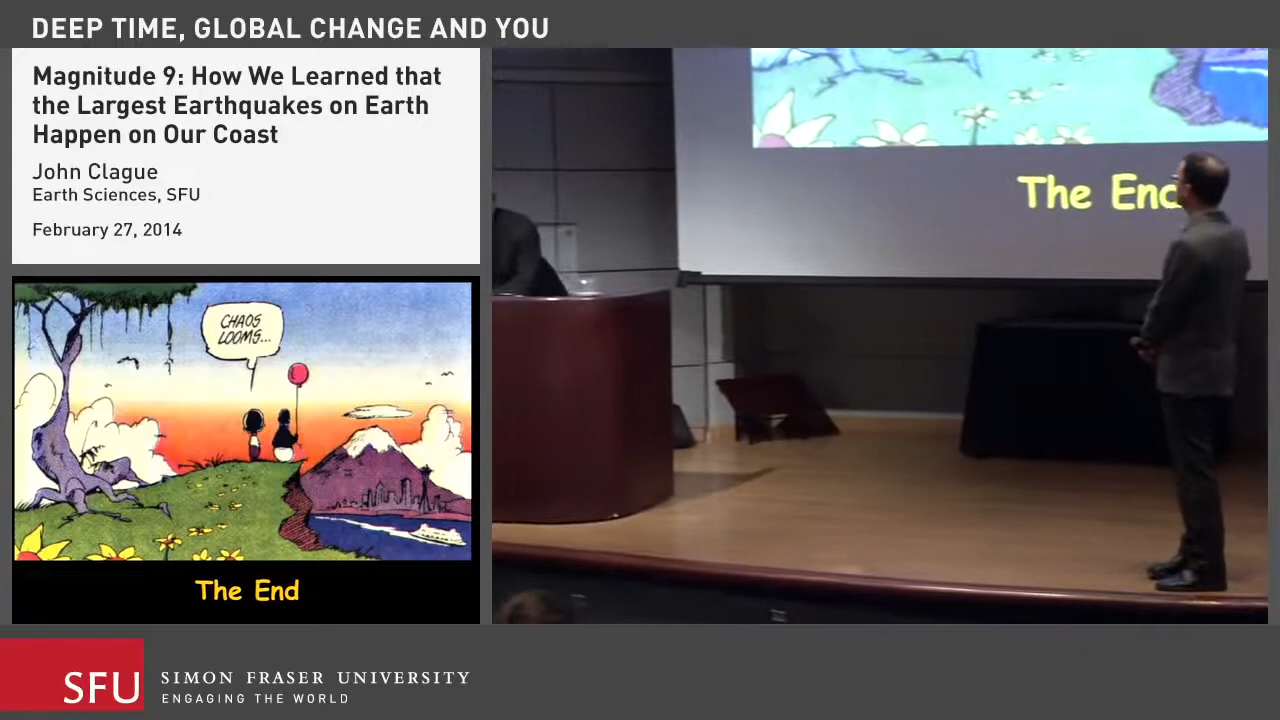 DEEP TIME, GLOBAL CHANGE AND YOU
Magnitude 9: How We Learned that
the Largest Earthquakes on Earth
Happen on Our Coast
John Clague
Earth Sciences, SFU
February 27, 2014
CHAOS
LOOMS...
The End
The End
SFU
SIMON FRASER UNIVERSITY
ENGAGING THE WORLD